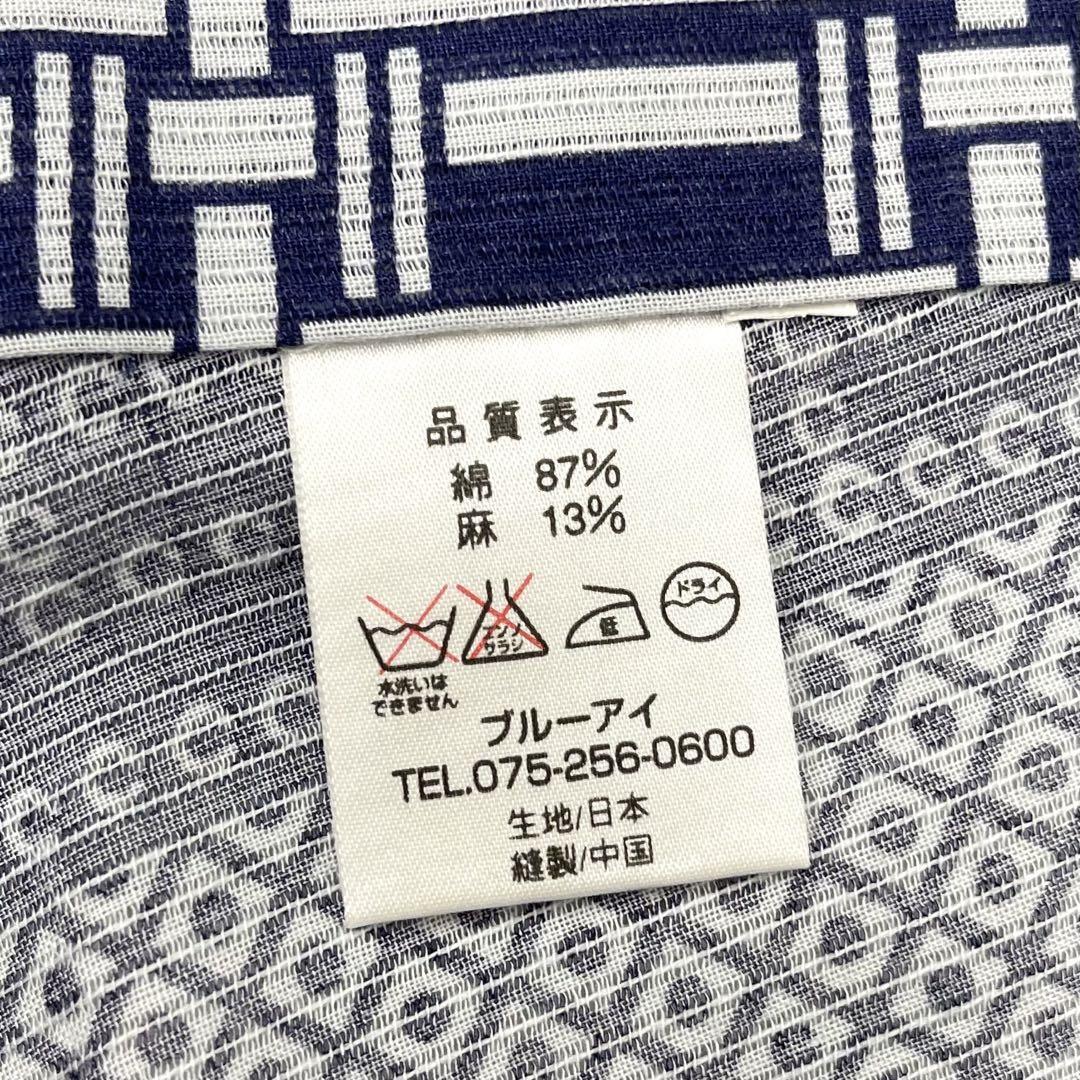 品質表示
綿 87%
麻 13%
エンソ
サラシ
低
ドライ
水洗いは
できません
ブルーアイ
TEL.075-256-0600
生地/日本
縫製/中国